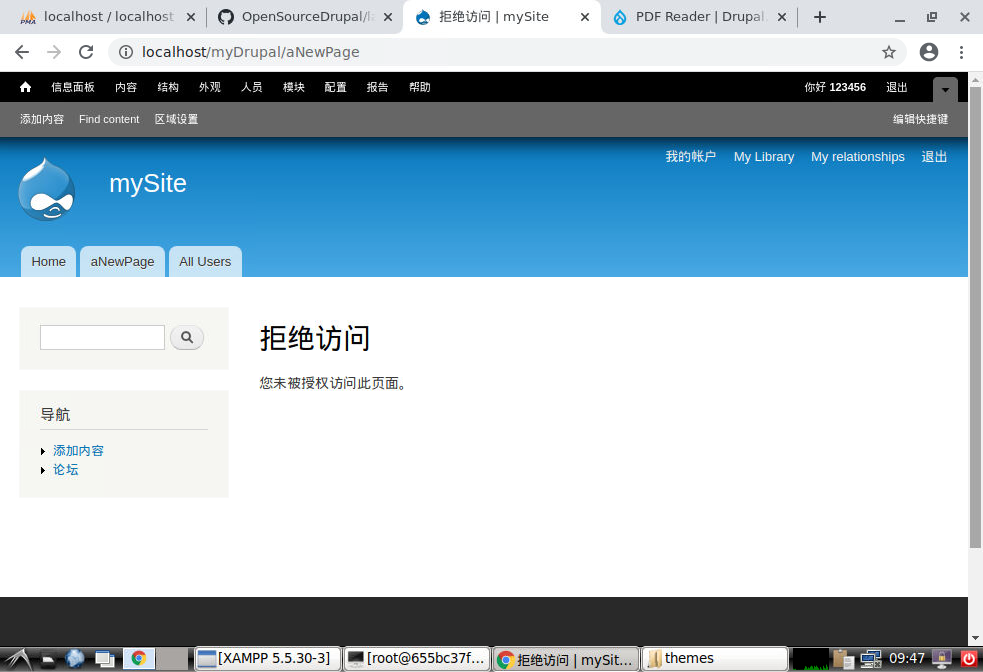 localhost / localhost
OpenSourceDrupal/
拒绝访问 | mySite
PDF Reader | Drupal.
localhost/myDrupal/aNewPage
信息面板 内容 结构 外观 人员 模块 配置 报告 帮助 你好 123456 退出
添加内容 Find content 区域设置 编辑快捷键
我的帐户 My Library My relationships 退出
mySite
Home aNewPage All Users
拒绝访问
您未被授权访问此页面。
导航
添加内容
论坛
[XAMPP 5.5.30-3] [root@655bc37f... 拒绝访问 | mySit... themes 09:47